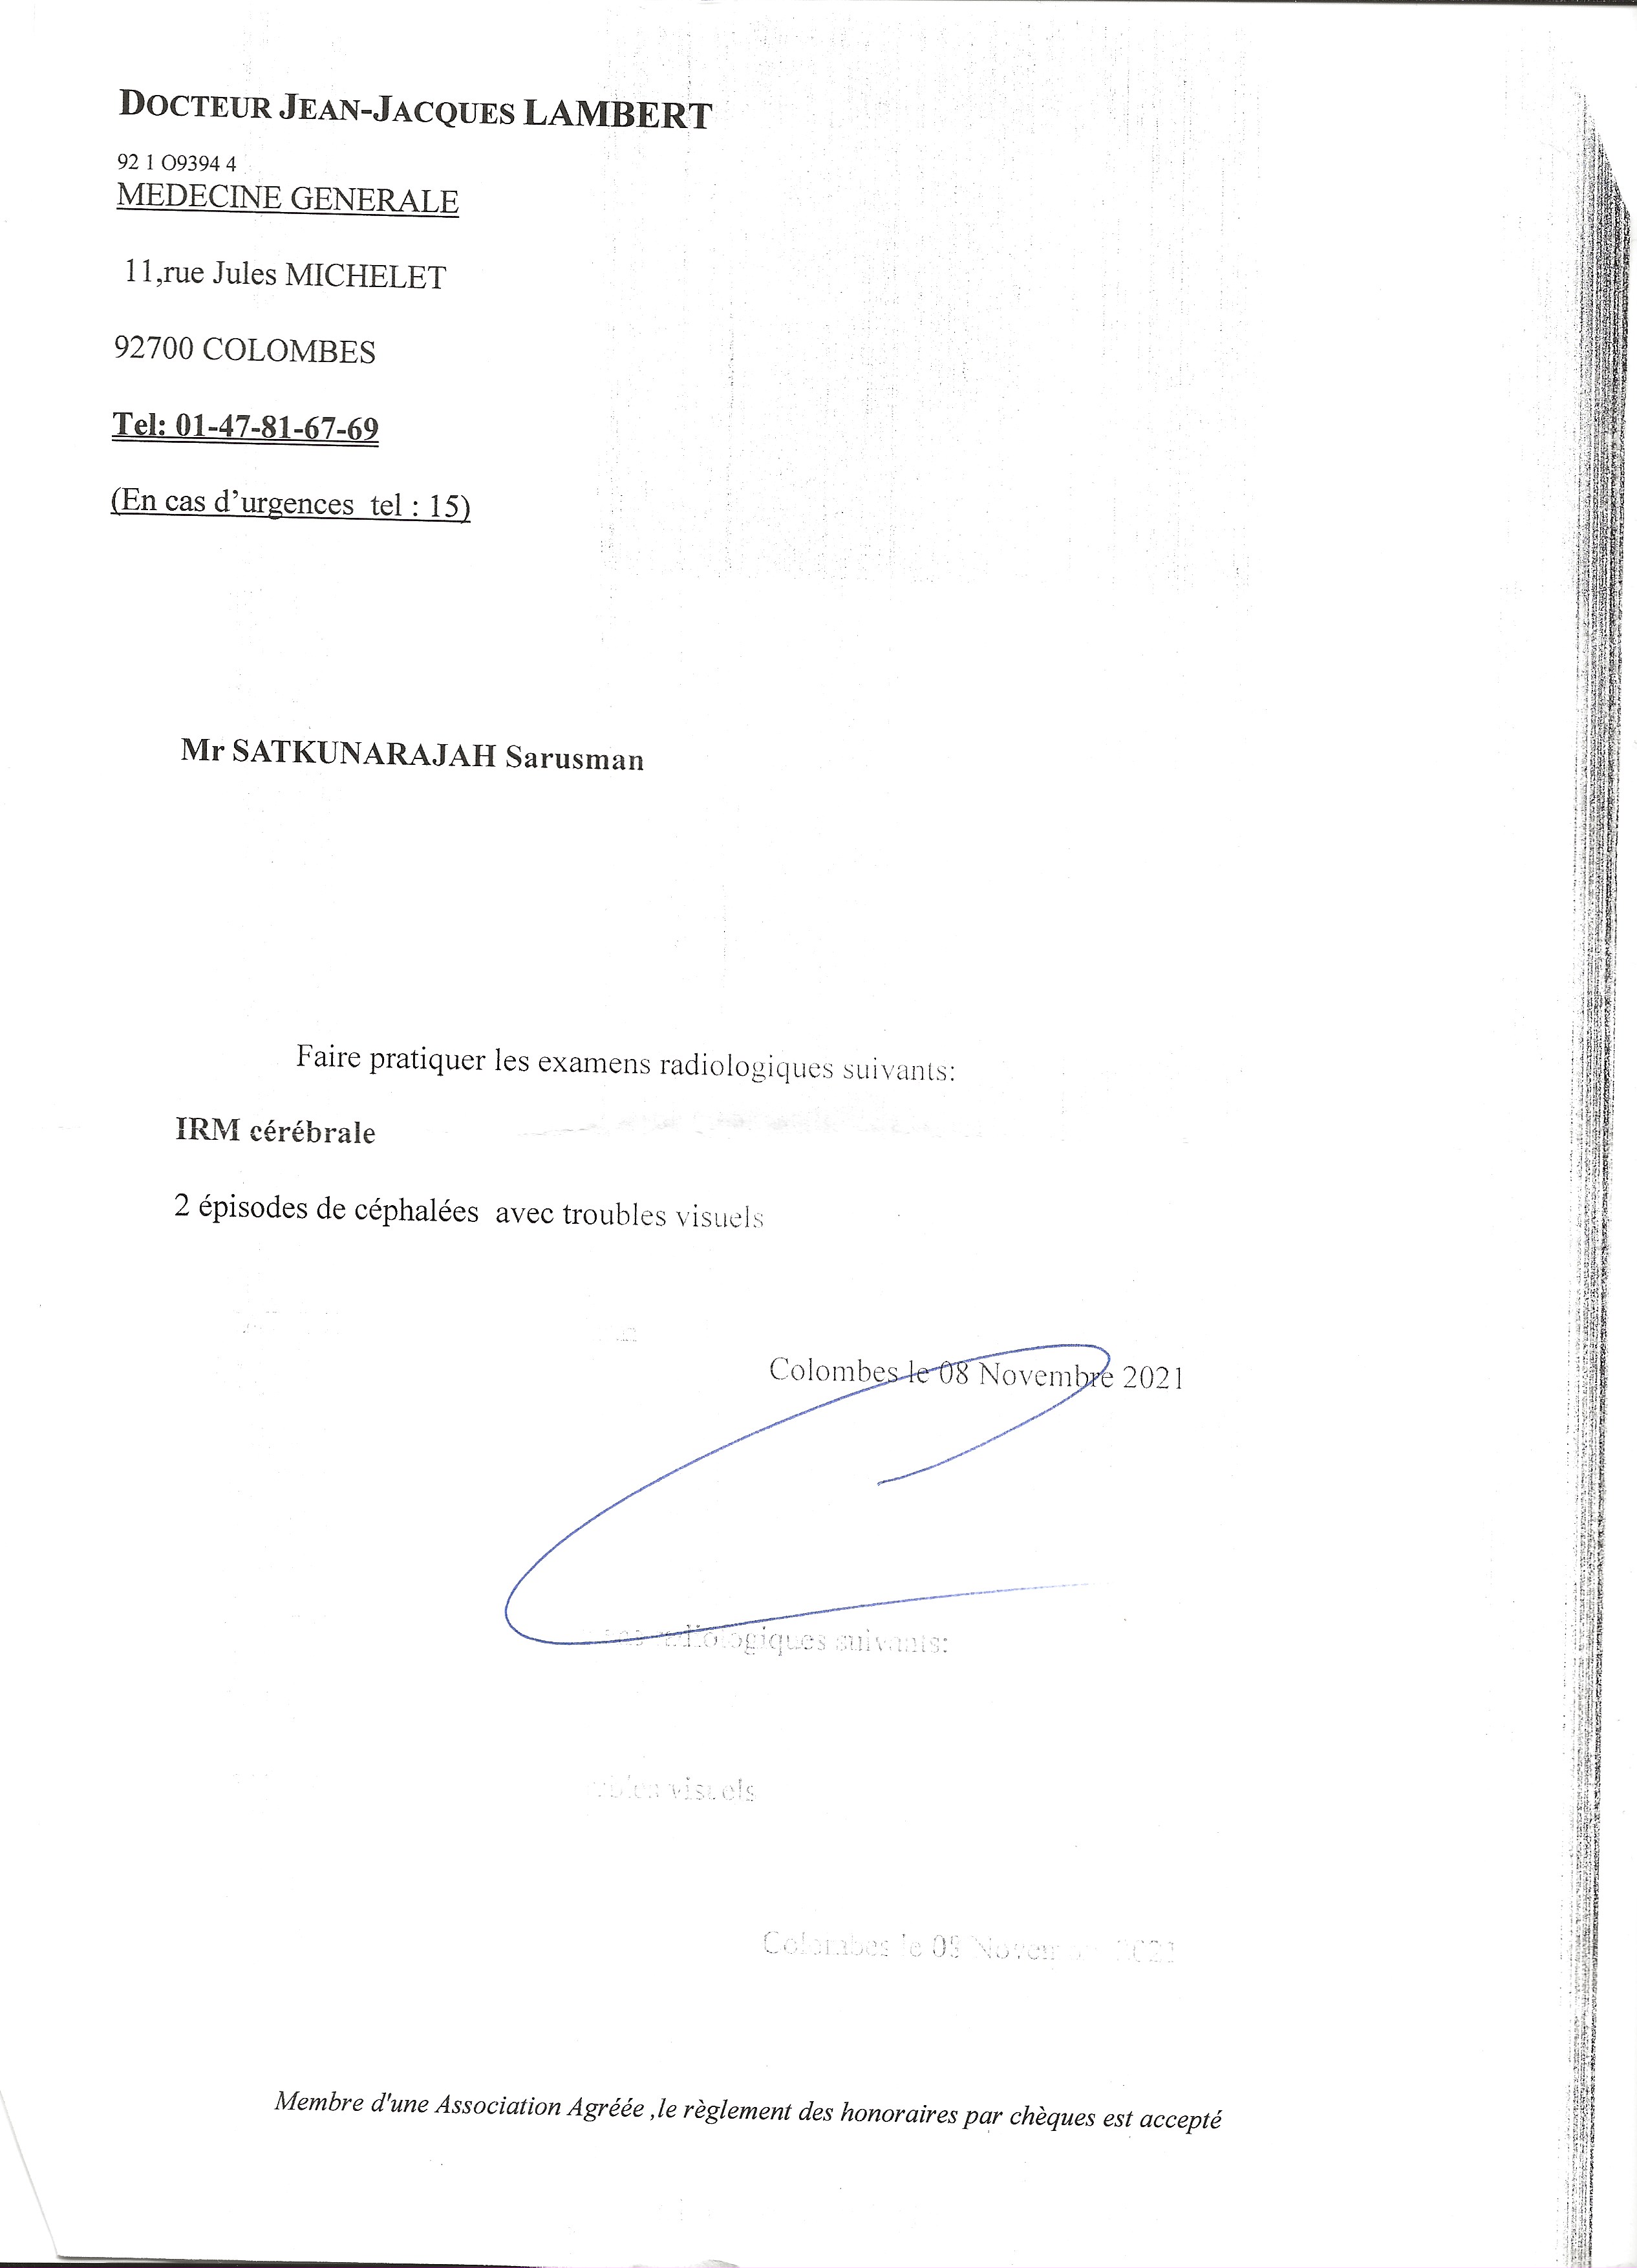 DOCTEUR JEAN-JACQUES LAMBERT
92 1 O9394 4
MEDECINE GENERALE
11,rue Jules MICHELET
92700 COLOMBES
Tel: 01-47-81-67-69
(En cas d'urgences tel : 15)
Mr SATKUNARAJAH Sarusman
Faire pratiquer les examens radiologiques suivants:
IRM cérébrale
2 épisodes de céphalées avec troubles visuels
Colombes le 08 Novembre 2021
radiologiques suivants:
visuels
Colombes le 08 Novem 2021
Membre d'une Association Agréée ,le règlement des honoraires par chèques est accepté